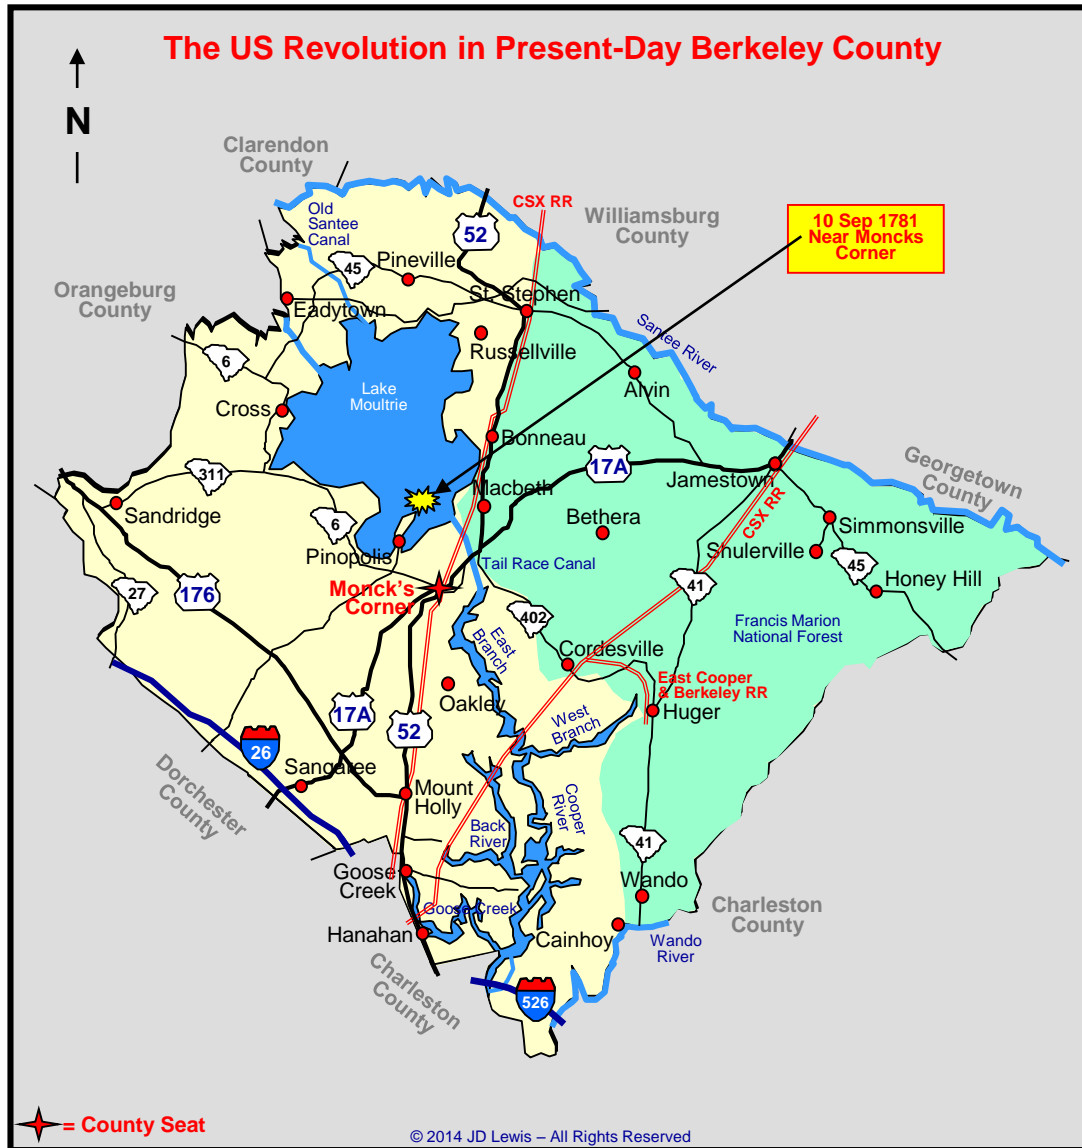 The US Revolution in Present-Day Berkeley County
N
Clarendon
County
CSX RR
Williamsburg
County
10 Sep 1781
Near Moncks
Corner
Old
Santee
Canal
52
45
Pineville
Orangeburg
County
Eadytown
St. Stephen
Santee River
Russellville
6
Alvin
Lake
Moultrie
Cross
Bonneau
17A
Jamestown
Georgetown
County
311
Macbeth
CSX RR
Sandridge
6
Bethera
Simmonsville
Pinopolis
Shulerville
Tail Race Canal
45
Honey Hill
27
176
Monck's
Corner
41
402
Francis Marion
National Forest
East
Branch
Cordesville
East Cooper
& Berkeley RR
Oakley
Huger
17A
52
West
Branch
26
Sangaree
Dorchester
County
Mount
Holly
Cooper
River
Back
River
41
Goose
Creek
Wando
Goose Creek
Charleston
County
Hanahan
Cainhoy
Wando
River
Charleston
County
526
= County Seat
© 2014 JD Lewis – All Rights Reserved